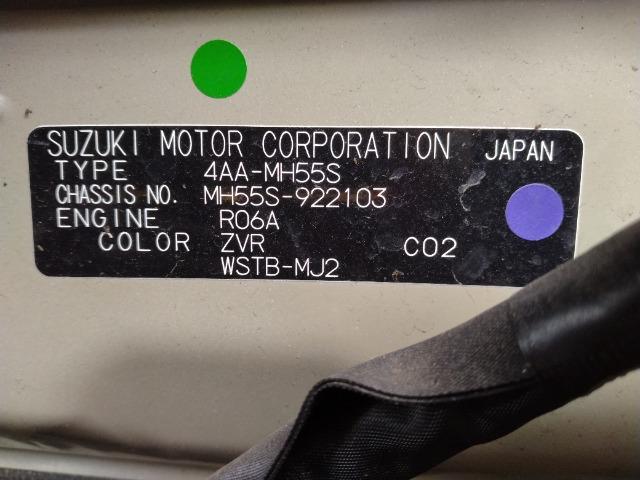 SUZUKI MOTOR CORPORATION JAPAN
TYPE 4AA-MH55S
CHASSIS NO. MH55S-922103
ENGINE R06A
COLOR ZVR C02
WSTB-MJ2